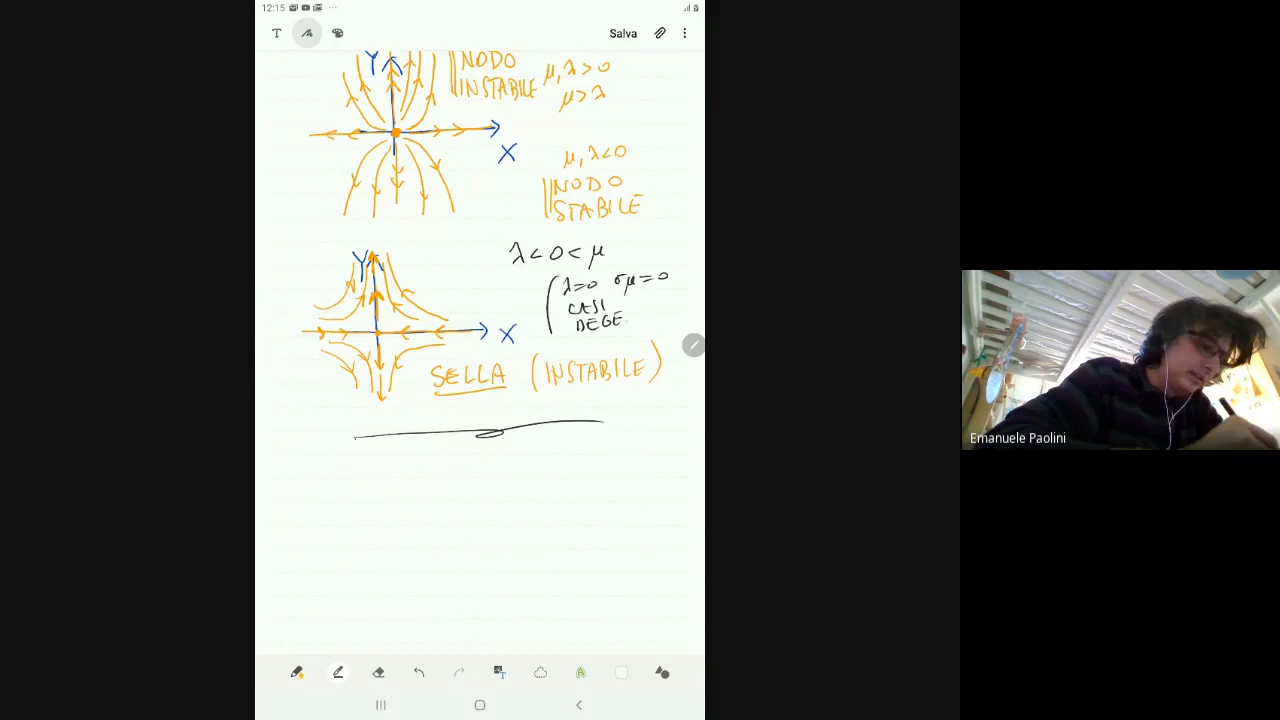 12:15
T
Salva
Y
NODO
INSTABILE
μ, λ > 0
μ > λ
X
μ, λ < 0
NODO
STABILE
λ < 0 < μ
Y
λ = 0 o μ = 0
CASI
DEGE
X
SELLA (INSTABILE)
Emanuele Paolini